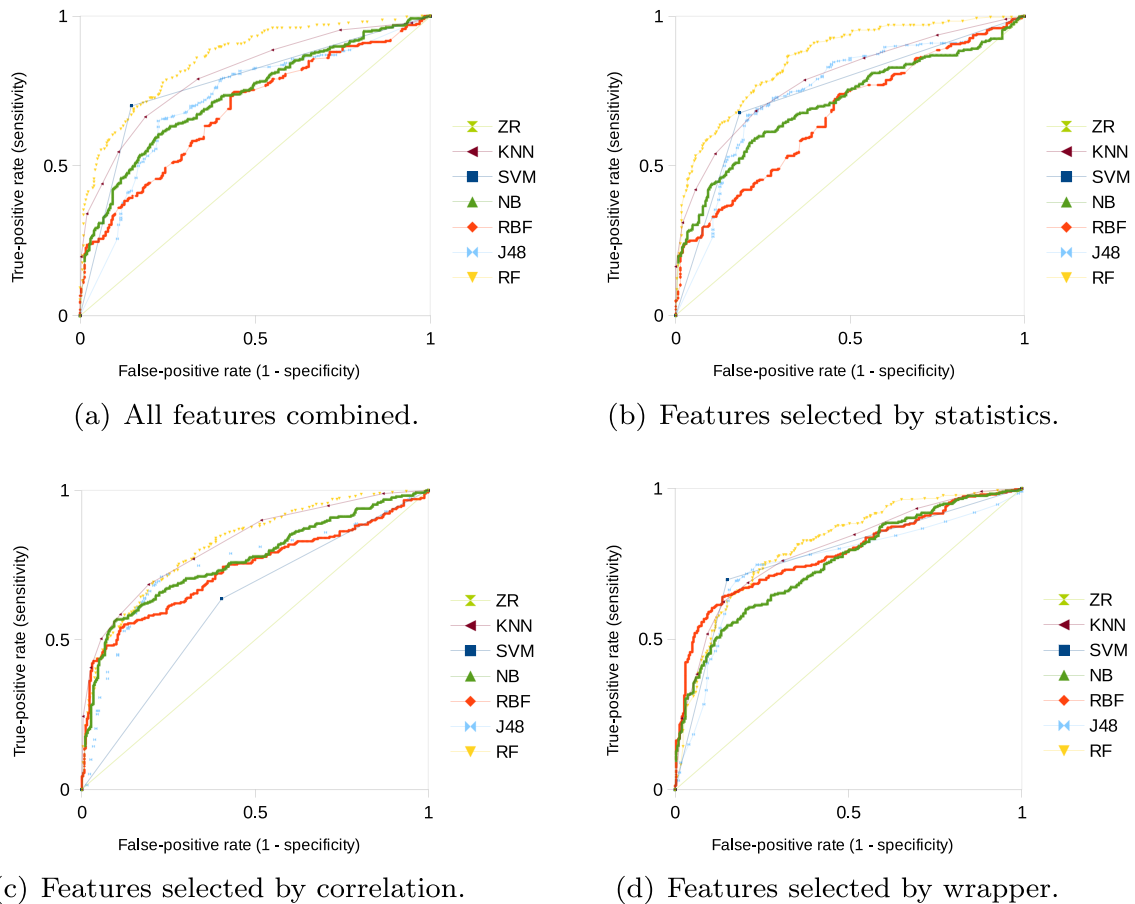 1
True-positive rate (sensitivity)
0.5
0
0
0.5
1
False-positive rate (1 - specificity)
ZR
KNN
SVM
NB
RBF
J48
RF
(a) All features combined.
1
True-positive rate (sensitivity)
0.5
0
0
0.5
1
False-positive rate (1 - specificity)
ZR
KNN
SVM
NB
RBF
J48
RF
(b) Features selected by statistics.
1
True-positive rate (sensitivity)
0.5
0
0
0.5
1
False-positive rate (1 - specificity)
ZR
KNN
SVM
NB
RBF
J48
RF
c) Features selected by correlation.
1
True-positive rate (sensitivity)
0.5
0
0
0.5
1
False-positive rate (1 - specificity)
ZR
KNN
SVM
NB
RBF
J48
RF
(d) Features selected by wrapper.